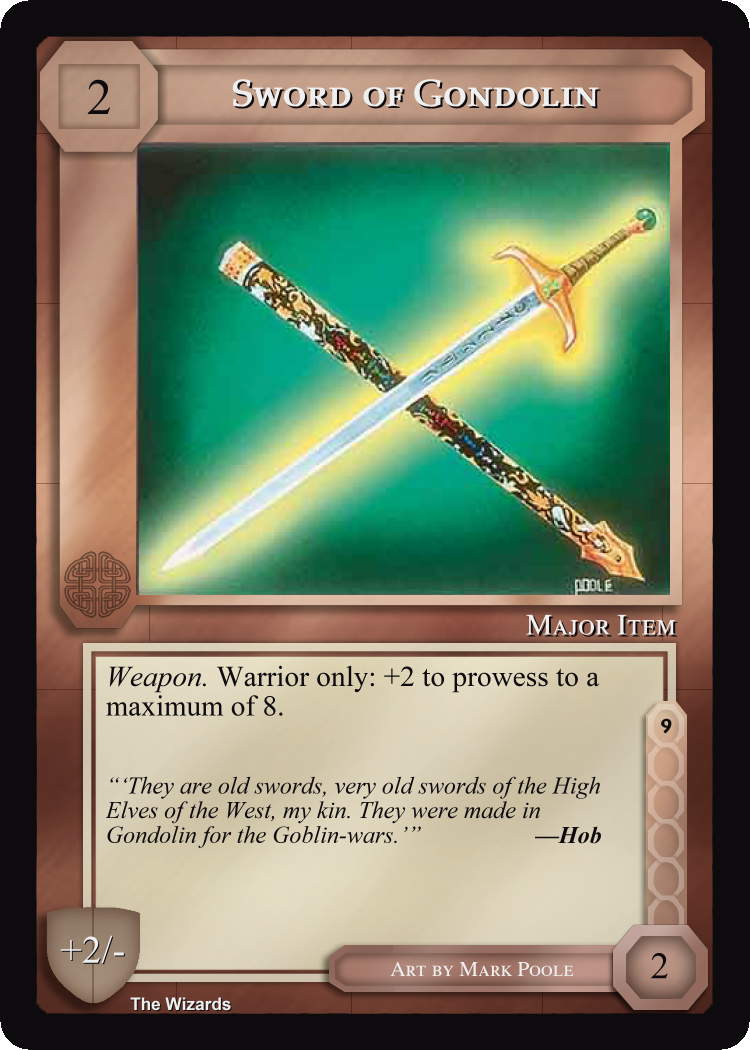 2
Sword of Gondolin
POOLE
Major Item
Weapon. Warrior only: +2 to prowess to a
maximum of 8.
9
“‘They are old swords, very old swords of the High
Elves of the West, my kin. They were made in
Gondolin for the Goblin-wars.’” —Hob
+2/-
Art by Mark Poole
2
The Wizards